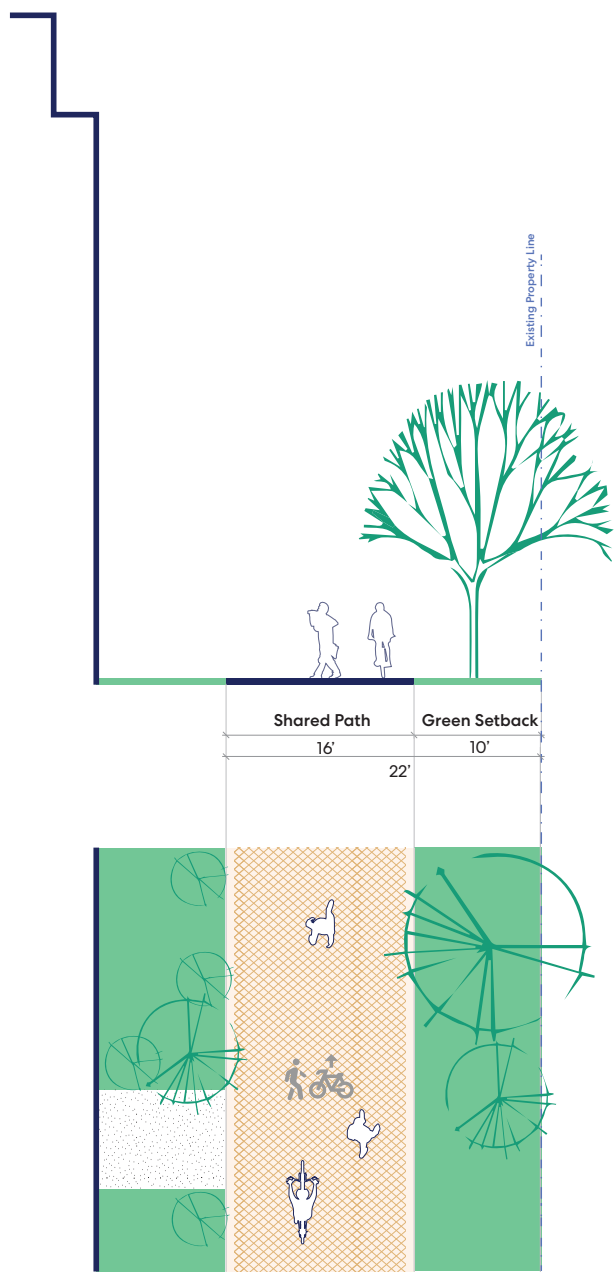 Existing Property Line
Shared Path
Green Setback
16’
10’
22’